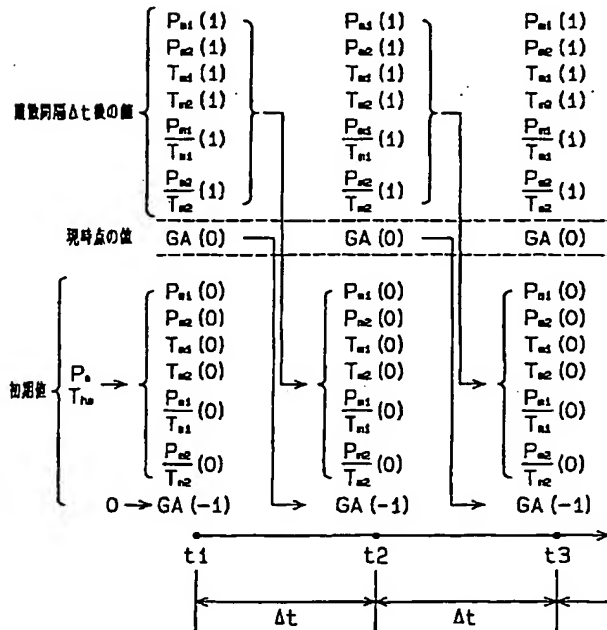 Pm1(1) Pm1(1) Pm1(1)
Pm2(1) Pm2(1) Pm2(1)
Tm1(1) Tm1(1) Tm1(1)
Tm2(1) Tm2(1) Tm2(1)
離散間隔Δt後の値
Pm1/Tm1(1) Pm1/Tm1(1) Pm1/Tm1(1)
Pm2/Tm2(1) Pm2/Tm2(1) Pm2/Tm2(1)
現時点の値 GA(0) GA(0) GA(0)
Pm1(0) Pm1(0) Pm1(0)
Pm2(0) Pm2(0) Pm2(0)
Tm1(0) Tm1(0) Tm1(0)
Tm2(0) Tm2(0) Tm2(0)
初期値 Pa
Tha →
Pm1/Tm1(0) Pm1/Tm1(0) Pm1/Tm1(0)
Pm2/Tm2(0) Pm2/Tm2(0) Pm2/Tm2(0)
0→GA(−1) GA(−1) GA(−1)
t1 t2 t3
Δt Δt